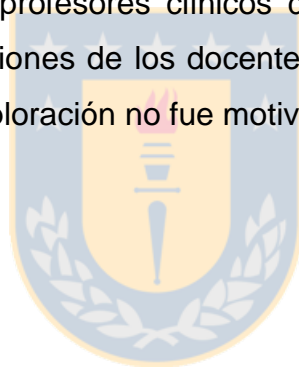 profesores clínicos
iones de los docente
loración no fue motiv